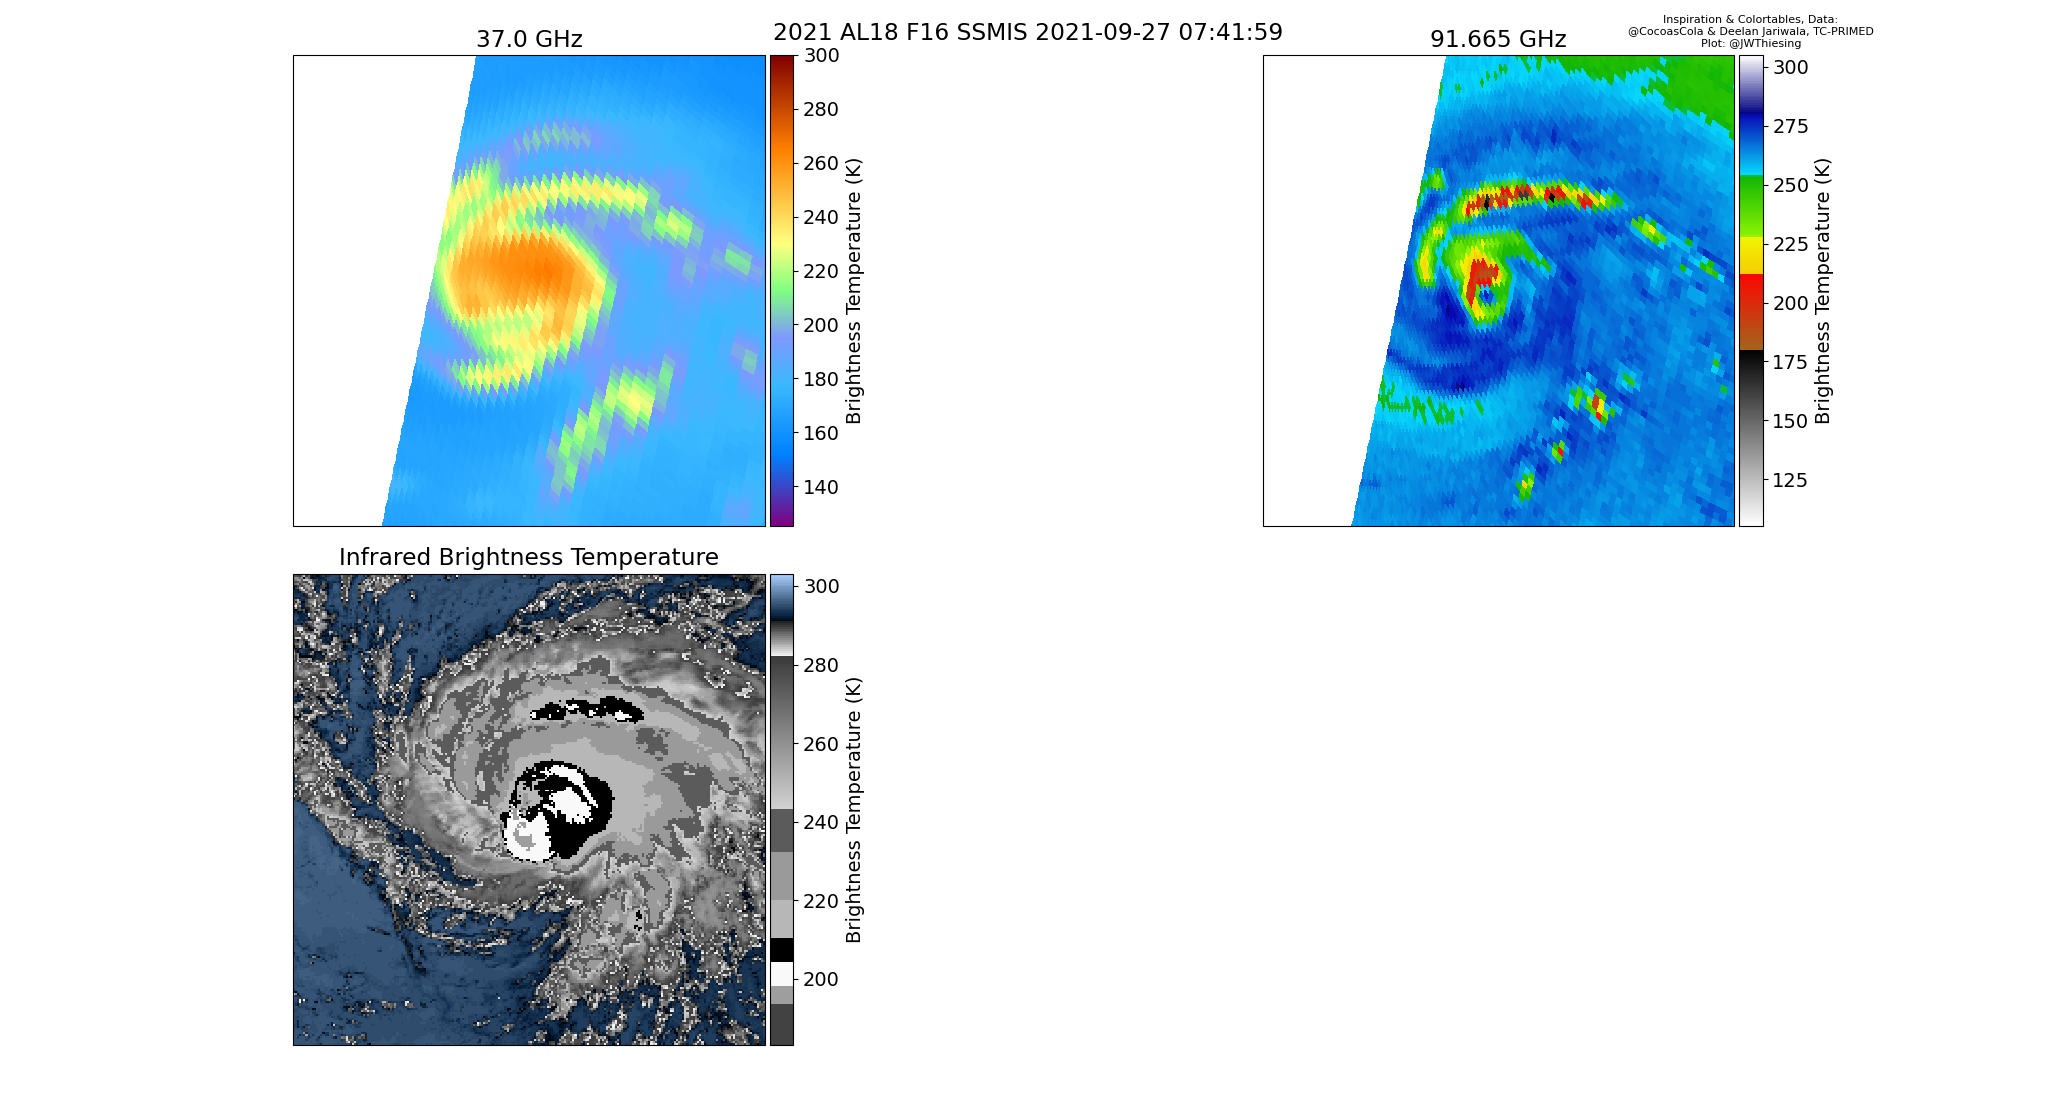 2021 AL18 F16 SSMIS 2021-09-27 07:41:59
Inspiration & Colortables, Data:
@CocoasCola & Deelan Jariwala, TC-PRIMED
Plot: @JWThiesing
37.0 GHz
300
280
260
240
220
200
180
160
140
Brightness Temperature (K)
91.665 GHz
300
275
250
225
200
175
150
125
Brightness Temperature (K)
Infrared Brightness Temperature
300
280
260
240
220
200
Brightness Temperature (K)